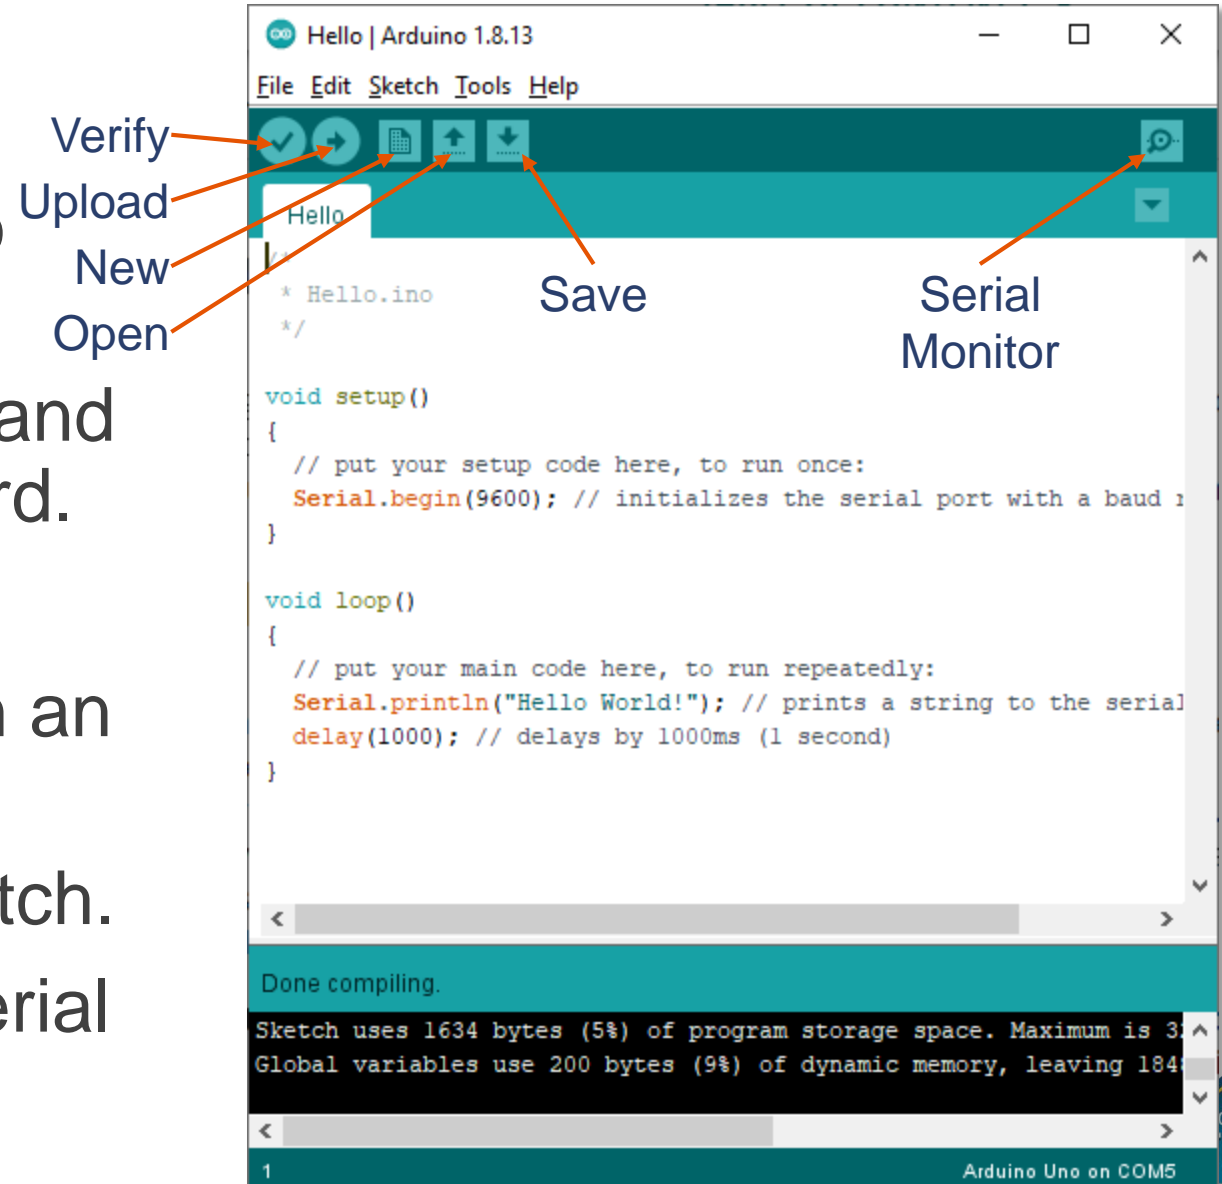 Hello | Arduino 1.8.13
File Edit Sketch Tools Help
Verify
Upload
New
Open
Save
Serial
Monitor
and
rd.
an
tch.
erial
Hello
/*
* Hello.ino
*/
void setup()
{
// put your setup code here, to run once:
Serial.begin(9600); // initializes the serial port with a baud
}
void loop()
{
// put your main code here, to run repeatedly:
Serial.println("Hello World!"); // prints a string to the serial
delay(1000); // delays by 1000ms (1 second)
}
Done compiling.
Sketch uses 1634 bytes (5%) of program storage space. Maximum is 3
Global variables use 200 bytes (9%) of dynamic memory, leaving 184
1
Arduino Uno on COM5